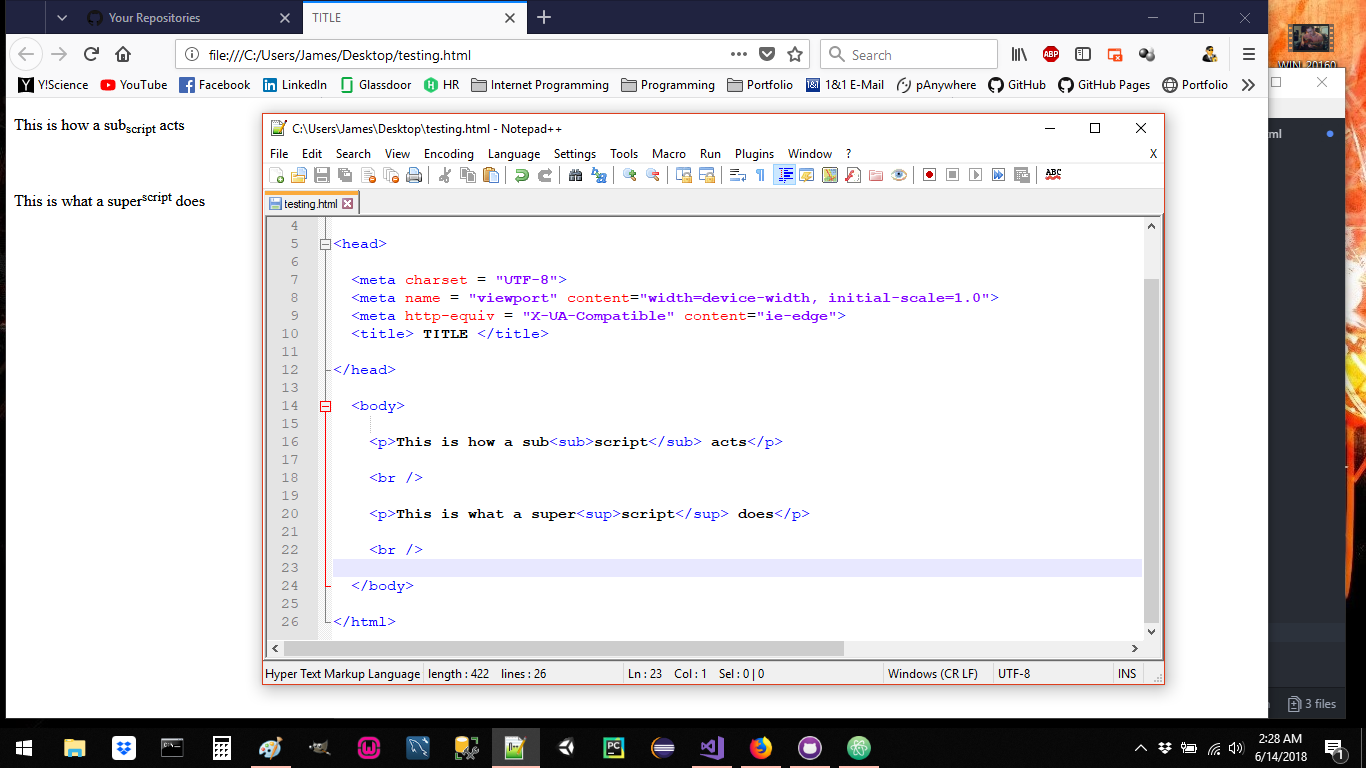 Your Repositories
TITLE
file:///C:/Users/James/Desktop/testing.html
Search
ABP
Y!Science YouTube Facebook LinkedIn Glassdoor HR Internet Programming Programming Portfolio 1&1 E-Mail pAnywhere GitHub GitHub Pages Portfolio
This is how a subscript acts
This is what a superscript does
C:\Users\James\Desktop\testing.html - Notepad++
File Edit Search View Encoding Language Settings Tools Macro Run Plugins Window ? X
ABC
testing.html
4
5 <head>
6
7 <meta charset = "UTF-8">
8 <meta name = "viewport" content="width=device-width, initial-scale=1.0">
9 <meta http-equiv = "X-UA-Compatible" content="ie-edge">
10 <title> TITLE </title>
11
12 </head>
13
14 <body>
15
16 <p>This is how a sub<sub>script</sub> acts</p>
17
18 <br />
19
20 <p>This is what a super<sup>script</sup> does</p>
21
22 <br />
23
24 </body>
25
26 </html>
Hyper Text Markup Language length : 422 lines : 26 Ln : 23 Col : 1 Sel : 0 | 0 Windows (CR LF) UTF-8 INS
ml
3 files
PC
2:28 AM
6/14/2018
1